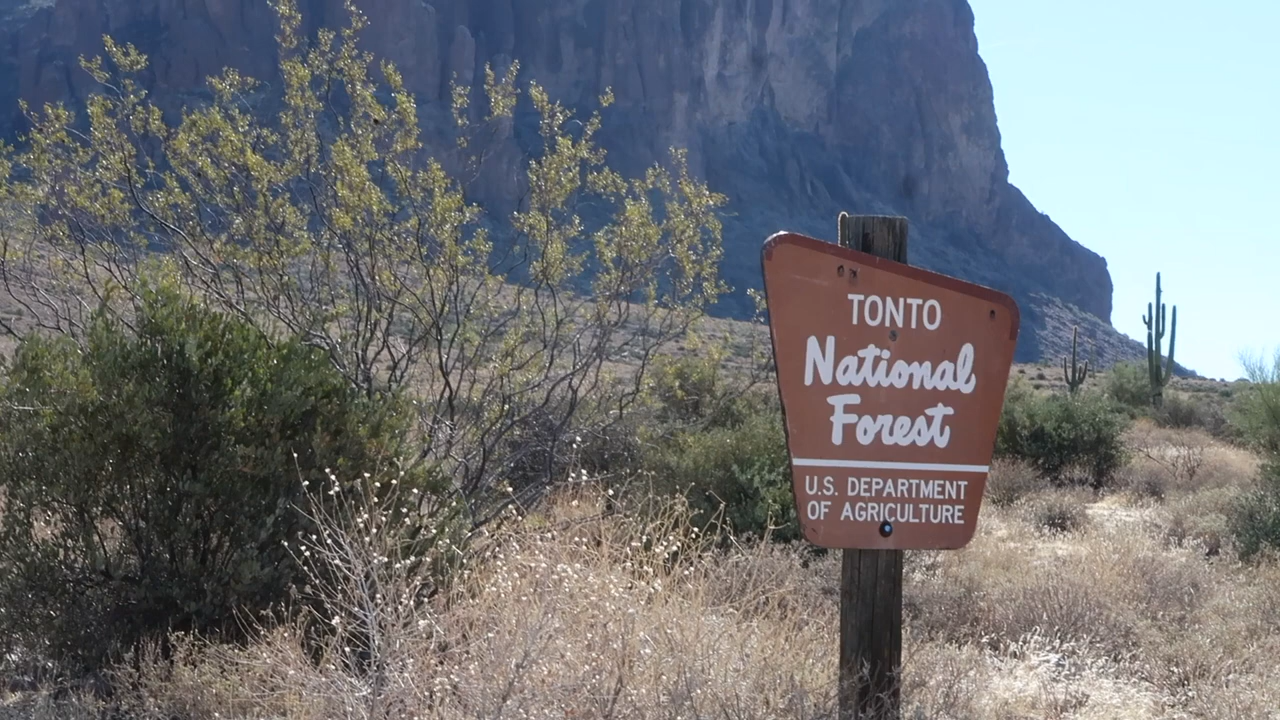 TONTO
National
Forest
U.S. DEPARTMENT
OF AGRICULTURE